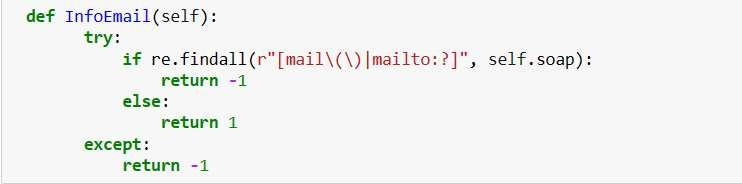 def InfoEmail(self):
try:
if re.findall(r"[mail\(\)|mailto:?]", self.soap):
return -1
else:
return 1
except:
return -1